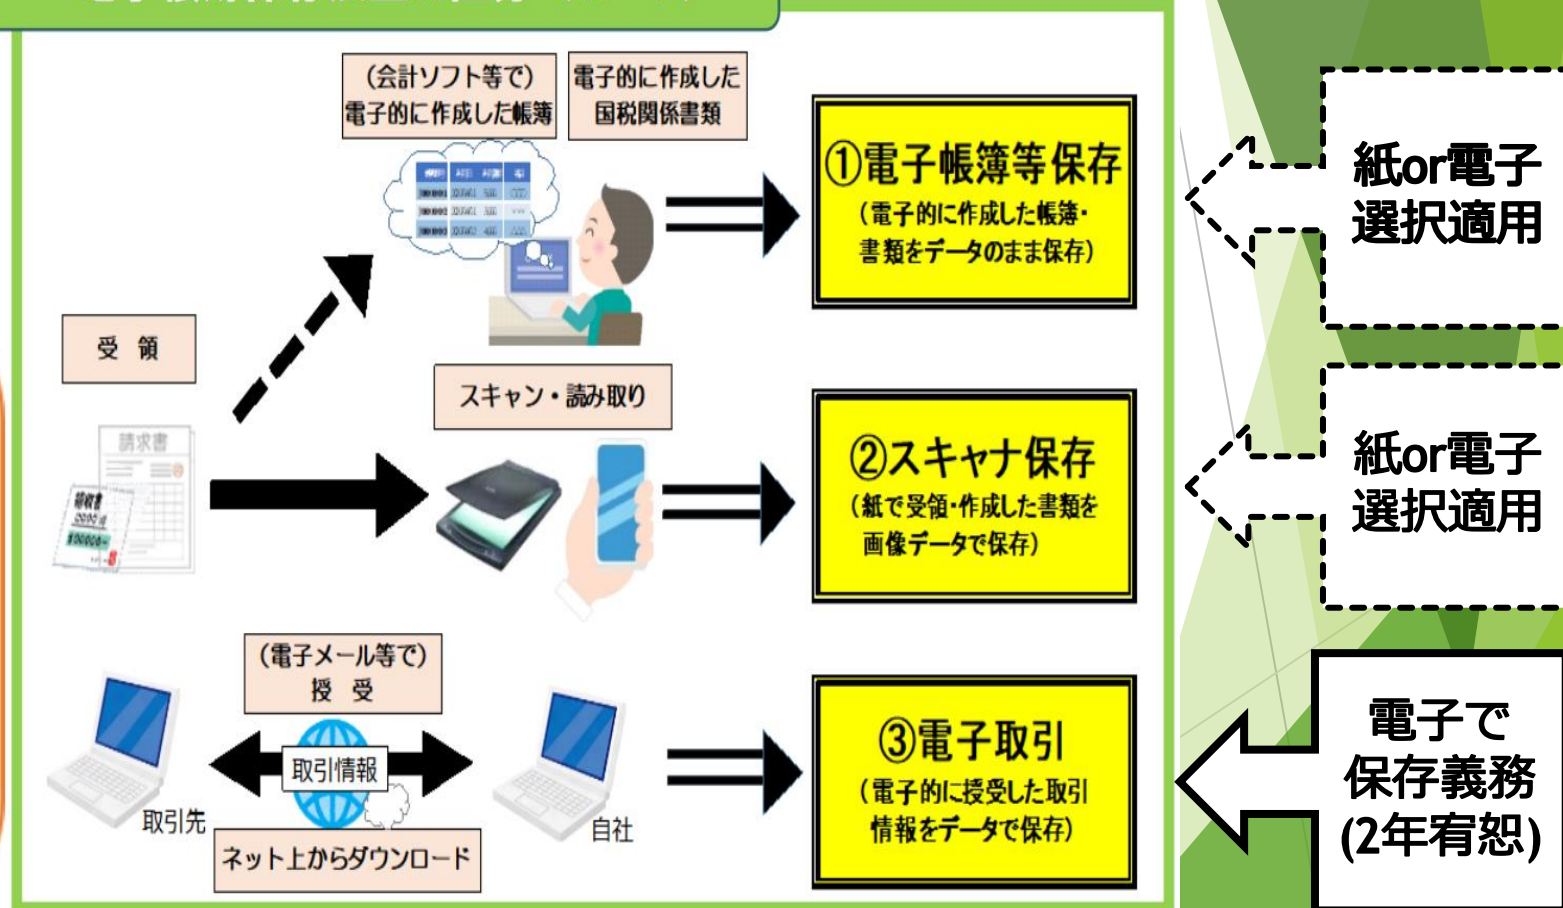 (会計ソフト等で)
電子的に作成した帳簿
電子的に作成した
国税関係書類
①電子帳簿等保存
(電子的に作成した帳簿・
書類をデータのまま保存)
紙or電子
選択適用
受 領
請求書
領収書
スキャン・読み取り
②スキャナ保存
(紙で受領・作成した書類を
画像データで保存)
紙or電子
選択適用
(電子メール等で)
授 受
取引情報
取引先
自社
ネット上からダウンロード
③電子取引
(電子的に授受した取引
情報をデータで保存)
電子で
保存義務
(2年宥恕)